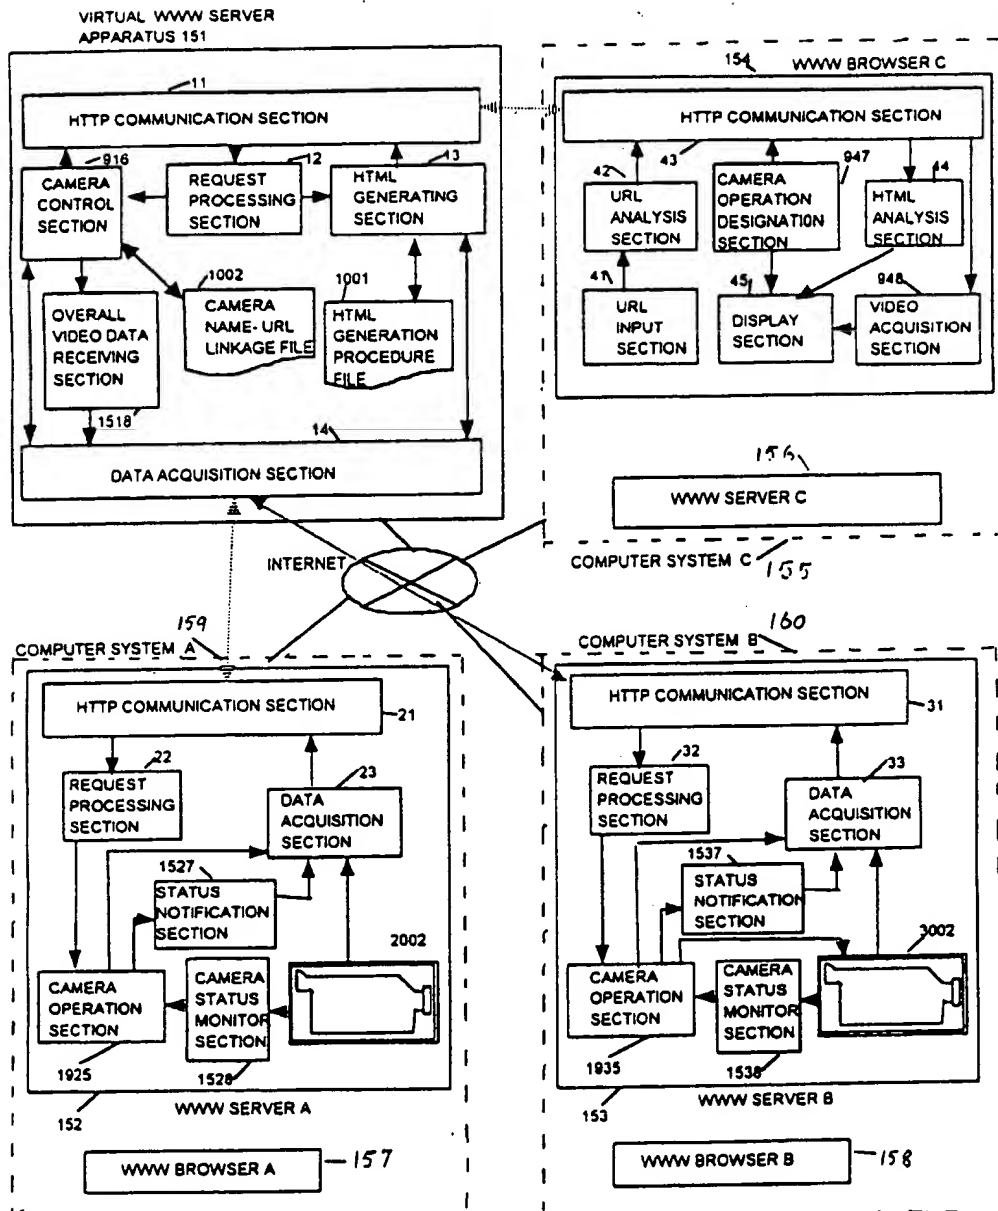 VIRTUAL WWW SERVER
APPARATUS 151
11
HTTP COMMUNICATION SECTION
916
CAMERA
CONTROL
SECTION
12
REQUEST
PROCESSING
SECTION
13
HTML
GENERATING
SECTION
OVERALL
VIDEO DATA
RECEIVING
SECTION
1518
1002
CAMERA
NAME- URL
LINKAGE FILE
1001
HTML
GENERATION
PROCEDURE
FILE
14
DATA ACQUISITION SECTION
154
WWW BROWSER C
HTTP COMMUNICATION SECTION
43
42
URL
ANALYSIS
SECTION
947
CAMERA
OPERATION
DESIGNATION
SECTION
44
HTML
ANALYSIS
SECTION
41
URL
INPUT
SECTION
45
DISPLAY
SECTION
948
VIDEO
ACQUISITION
SECTION
156
WWW SERVER C
COMPUTER SYSTEM C
155
INTERNET
159
COMPUTER SYSTEM A
HTTP COMMUNICATION SECTION
21
22
REQUEST
PROCESSING
SECTION
23
DATA
ACQUISITION
SECTION
1527
STATUS
NOTIFICATION
SECTION
2002
CAMERA
OPERATION
SECTION
CAMERA
STATUS
MONITOR
SECTION
1925
1528
152
WWW SERVER A
WWW BROWSER A
157
160
COMPUTER SYSTEM B
HTTP COMMUNICATION SECTION
31
32
REQUEST
PROCESSING
SECTION
33
DATA
ACQUISITION
SECTION
1537
STATUS
NOTIFICATION
SECTION
3002
CAMERA
OPERATION
SECTION
CAMERA
STATUS
MONITOR
SECTION
1935
1538
153
WWW SERVER B
WWW BROWSER B
158